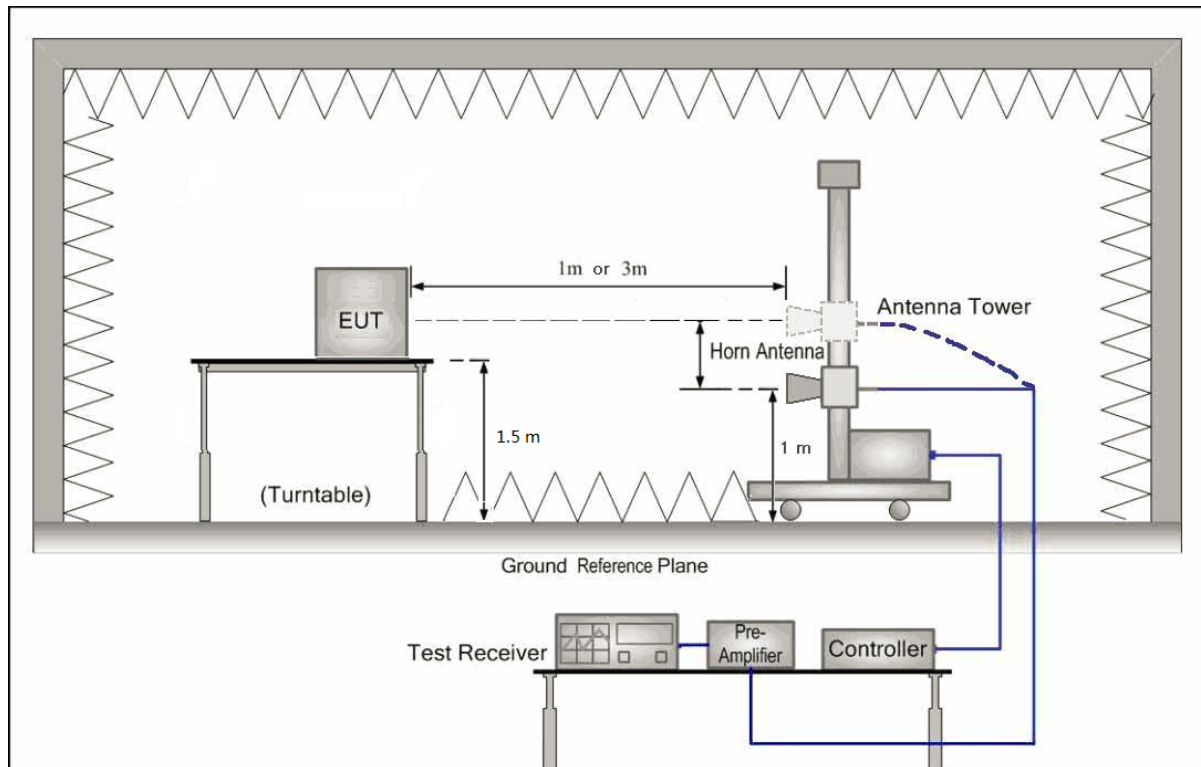 1m or 3m
EUT
Antenna Tower
Horn Antenna
1.5 m
1 m
(Turntable)
Ground Reference Plane
Test Receiver
Pre-
Amplifier
Controller